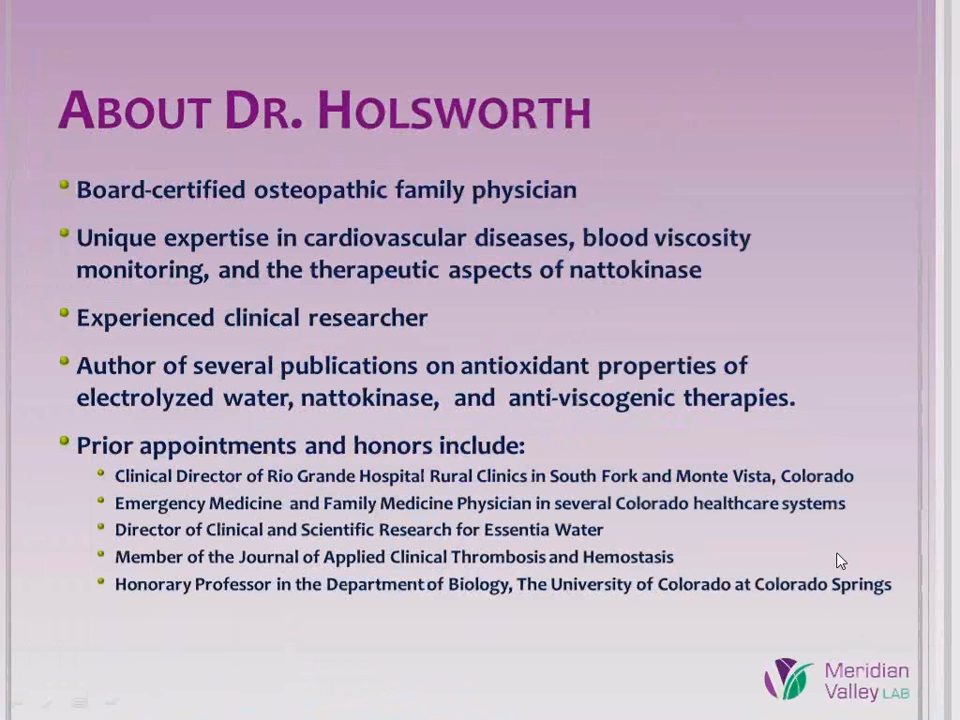 ABOUT DR. HOLSWORTH
Board-certified osteopathic family physician
Unique expertise in cardiovascular diseases, blood viscosity
monitoring, and the therapeutic aspects of nattokinase
Experienced clinical researcher
Author of several publications on antioxidant properties of
electrolyzed water, nattokinase, and anti-viscogenic therapies.
Prior appointments and honors include:
Clinical Director of Rio Grande Hospital Rural Clinics in South Fork and Monte Vista, Colorado
Emergency Medicine and Family Medicine Physician in several Colorado healthcare systems
Director of Clinical and Scientific Research for Essentia Water
Member of the Journal of Applied Clinical Thrombosis and Hemostasis
Honorary Professor in the Department of Biology, The University of Colorado at Colorado Springs
Meridian
Valley LAB